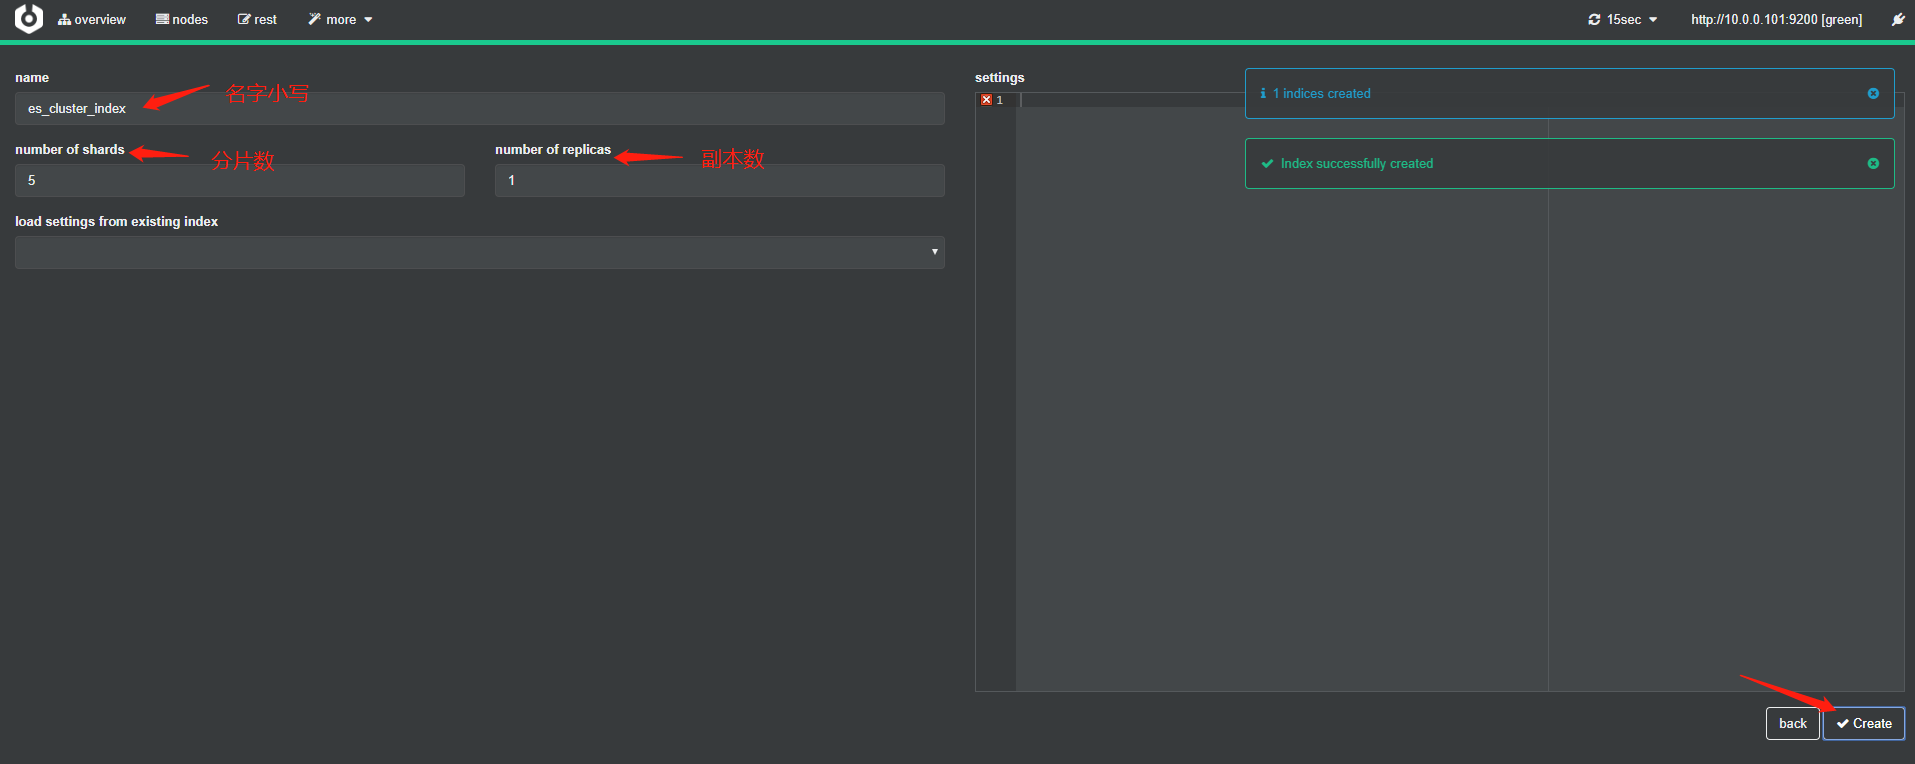 overview nodes rest more 15sec http://10.0.0.101:9200 [green]
name
es_cluster_index
名字小写
number of shards
分片数
5
number of replicas
副本数
1
load settings from existing index
settings
1
1 indices created
Index successfully created
back
Create